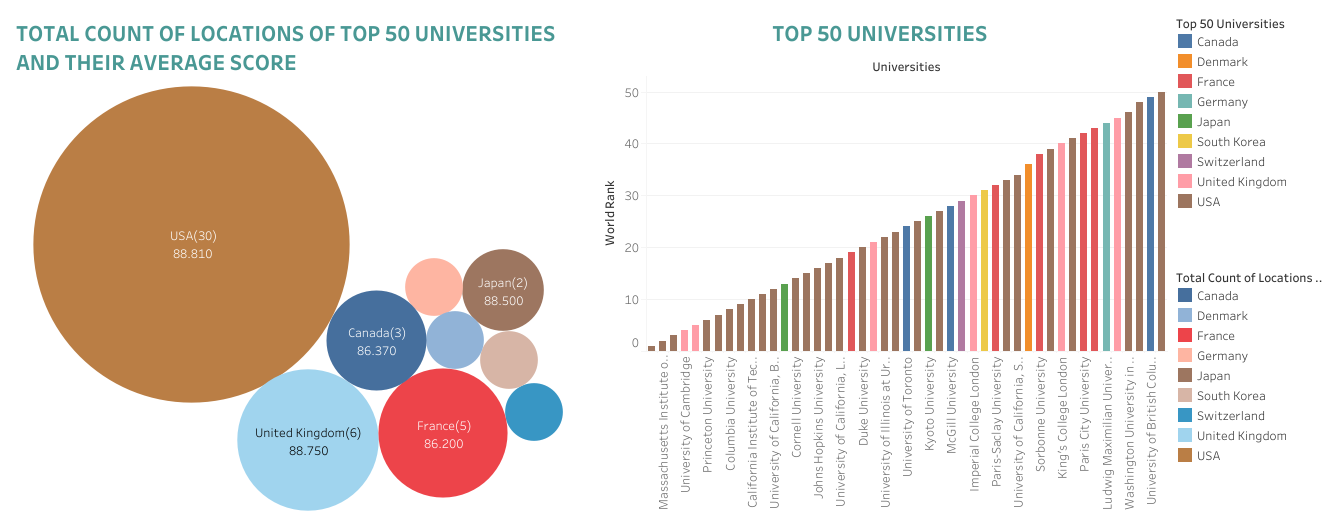 TOTAL COUNT OF LOCATIONS OF TOP 50 UNIVERSITIES
AND THEIR AVERAGE SCORE
USA(30)
88.810
Japan(2)
88.500
Canada(3)
86.370
United Kingdom(6)
88.750
France(5)
86.200
TOP 50 UNIVERSITIES
Universities
World Rank
50
40
30
20
10
0
Massachusetts Institute o..
University of Cambridge
Princeton University
Columbia University
California Institute of Tec..
University of California, B..
Cornell University
Johns Hopkins University
University of California, L..
Duke University
University of Illinois at Ur..
University of Toronto
Kyoto University
McGill University
Imperial College London
Paris-Saclay University
University of California, S..
Sorbonne University
King's College London
Paris City University
Ludwig Maximilian Univer..
Washington University in ..
University of British Colu..
Top 50 Universities
Canada
Denmark
France
Germany
Japan
South Korea
Switzerland
United Kingdom
USA
Total Count of Locations ..
Canada
Denmark
France
Germany
Japan
South Korea
Switzerland
United Kingdom
USA